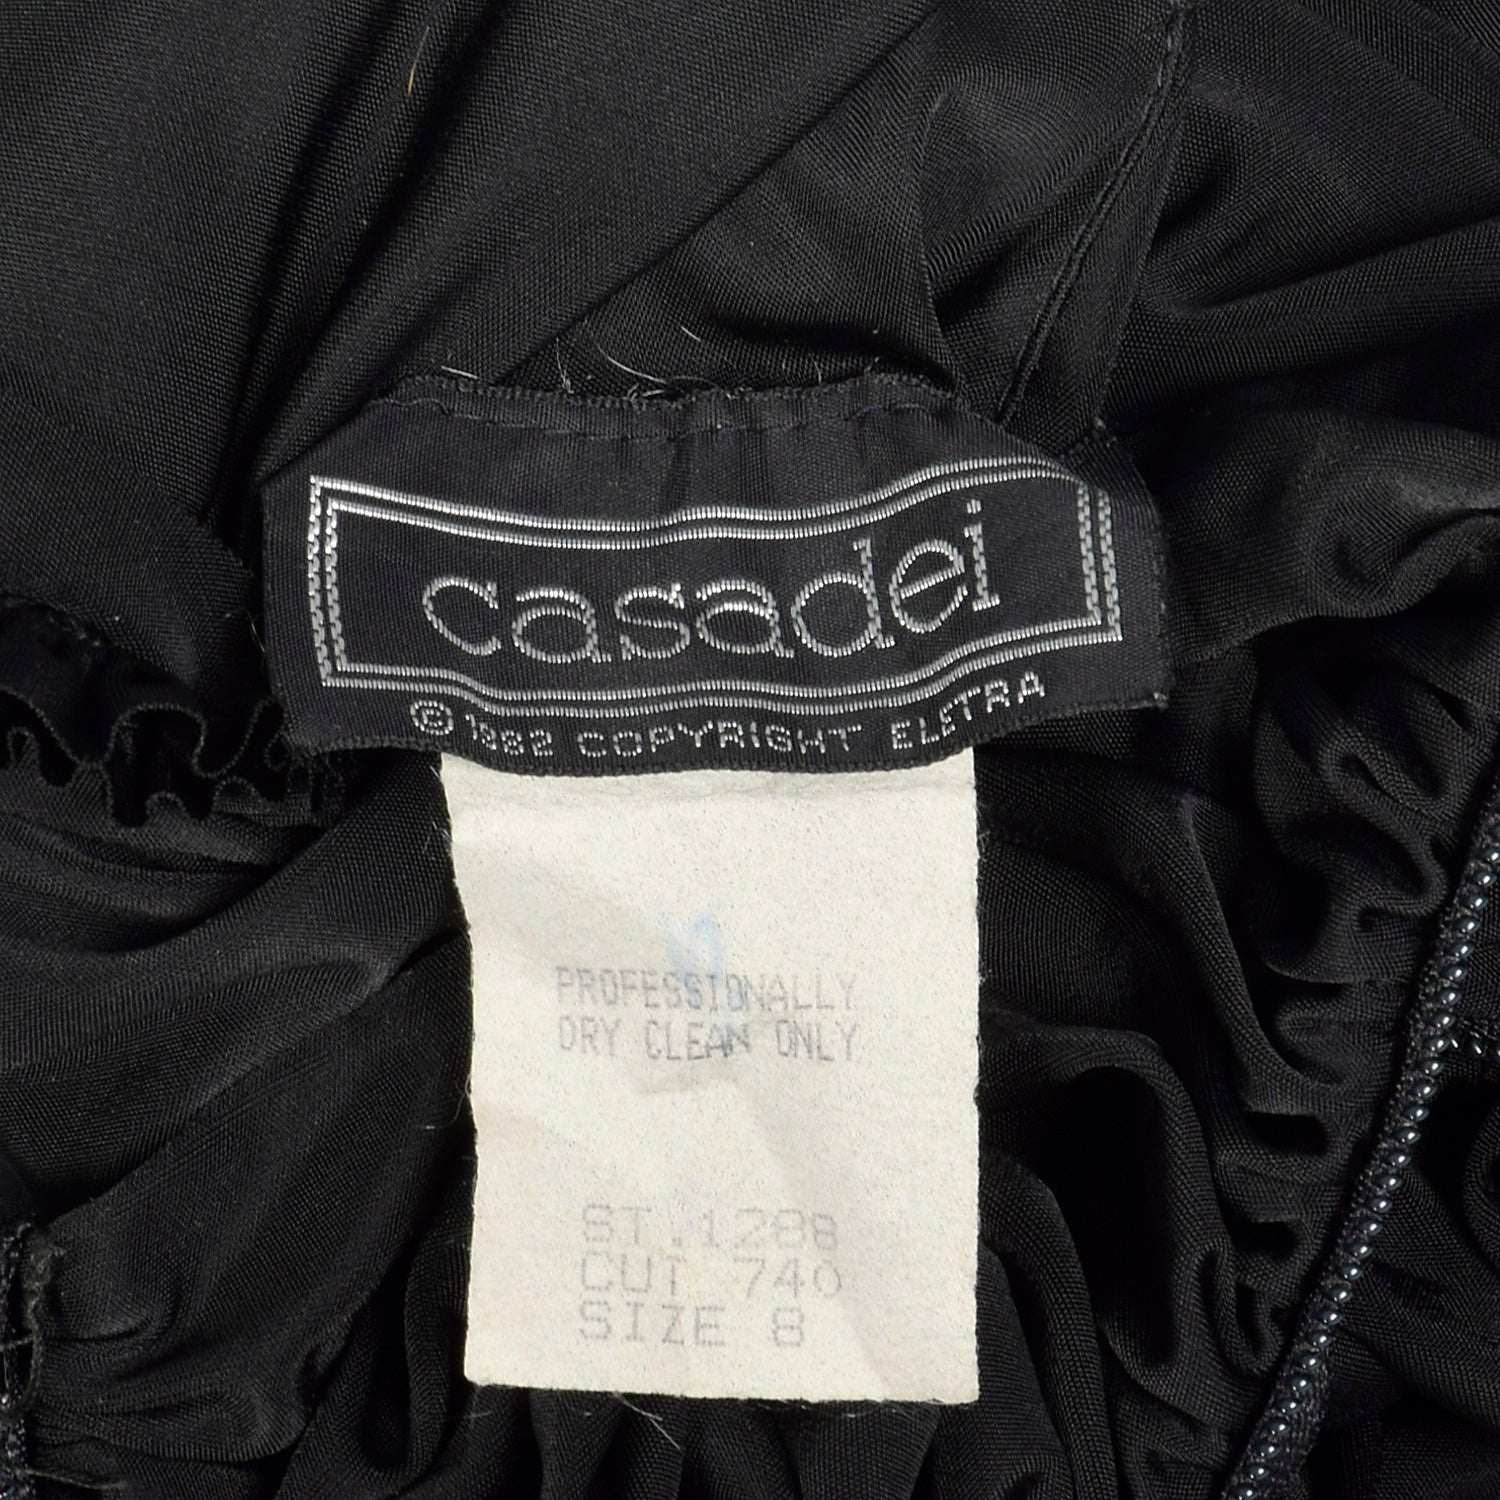 casadei
© 1982 COPYRIGHT ELETRA
PROFESSIONALLY
DRY CLEAN ONLY
ST.1288
CUT 740
SIZE 8